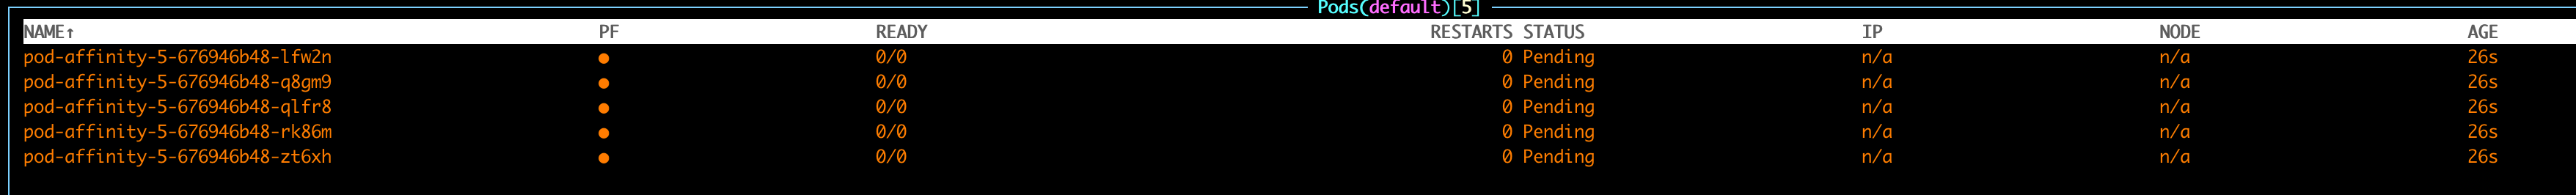 Pods(default)[5]
NAME↑ PF READY RESTARTS STATUS IP NODE AGE
pod-affinity-5-676946b48-lfw2n ● 0/0 0 Pending n/a n/a 26s
pod-affinity-5-676946b48-q8gm9 ● 0/0 0 Pending n/a n/a 26s
pod-affinity-5-676946b48-qlfr8 ● 0/0 0 Pending n/a n/a 26s
pod-affinity-5-676946b48-rk86m ● 0/0 0 Pending n/a n/a 26s
pod-affinity-5-676946b48-zt6xh ● 0/0 0 Pending n/a n/a 26s